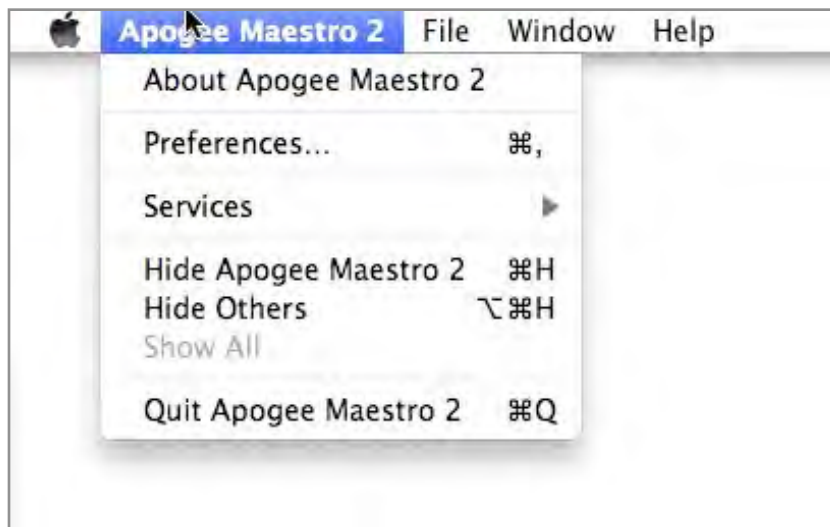 Apogee Maestro 2 File Window Help
About Apogee Maestro 2
Preferences... ⌘,
Services
Hide Apogee Maestro 2 ⌘H
Hide Others ⌥⌘H
Show All
Quit Apogee Maestro 2 ⌘Q